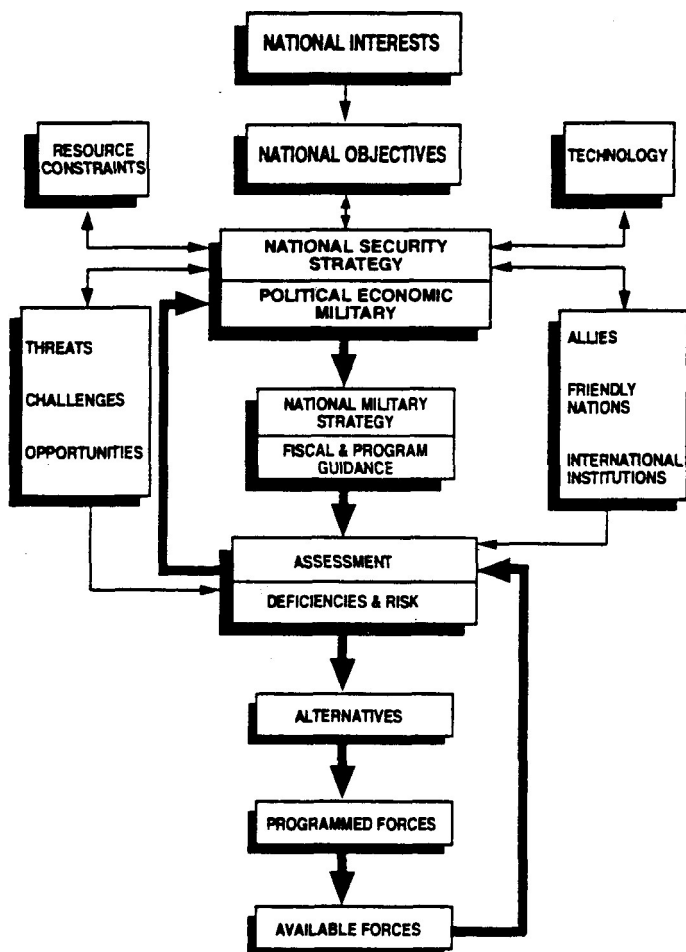 NATIONAL INTERESTS
NATIONAL OBJECTIVES
RESOURCE
CONSTRAINTS
TECHNOLOGY
NATIONAL SECURITY
STRATEGY
POLITICAL ECONOMIC
MILITARY
THREATS
CHALLENGES
OPPORTUNITIES
ALLIES
FRIENDLY
NATIONS
INTERNATIONAL
INSTITUTIONS
NATIONAL MILITARY
STRATEGY
FISCAL & PROGRAM
GUIDANCE
ASSESSMENT
DEFICIENCIES & RISK
ALTERNATIVES
PROGRAMMED FORCES
AVAILABLE FORCES